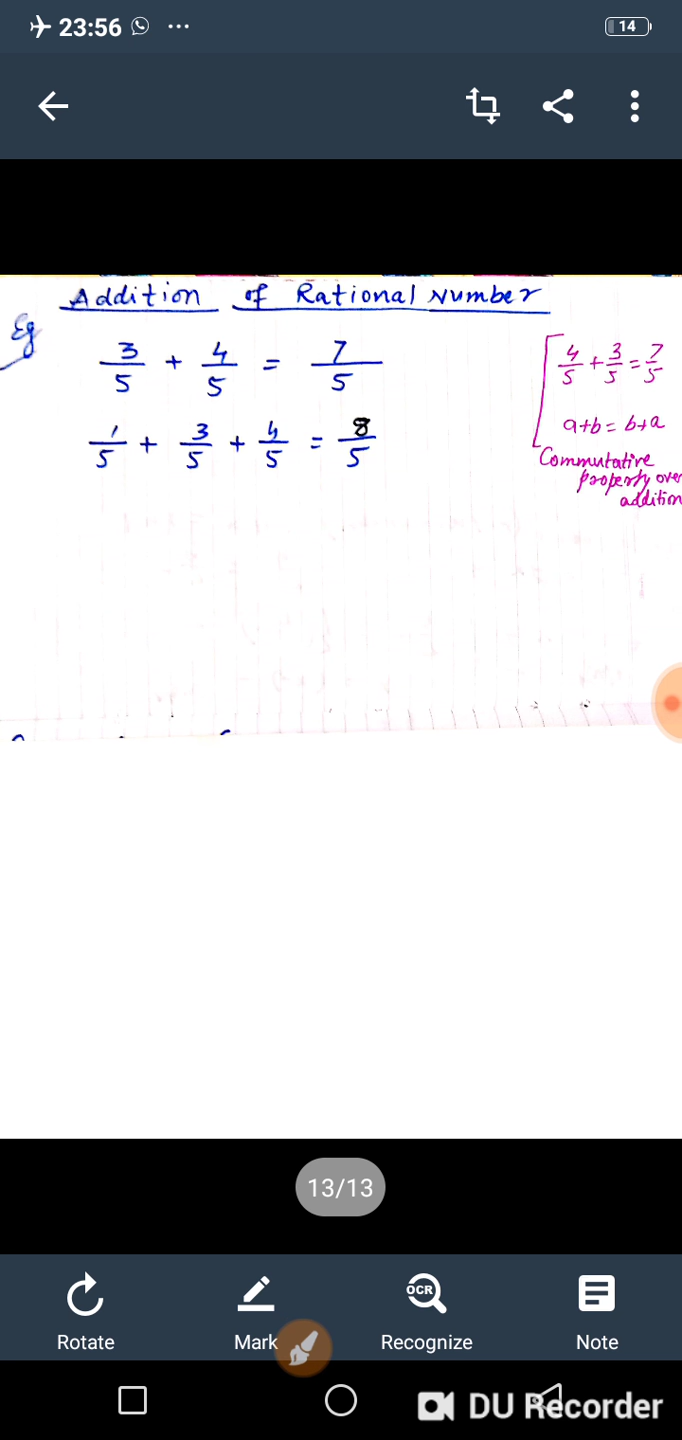 23:56
14
Addition of Rational Number
Eg
3/5 + 4/5 = 7/5
1/5 + 3/5 + 4/5 = 8/5
4/5 + 3/5 = 7/5
a+b = b+a
Commutative
property over
addition
13/13
OCR
Rotate
Mark
Recognize
Note
DU Recorder